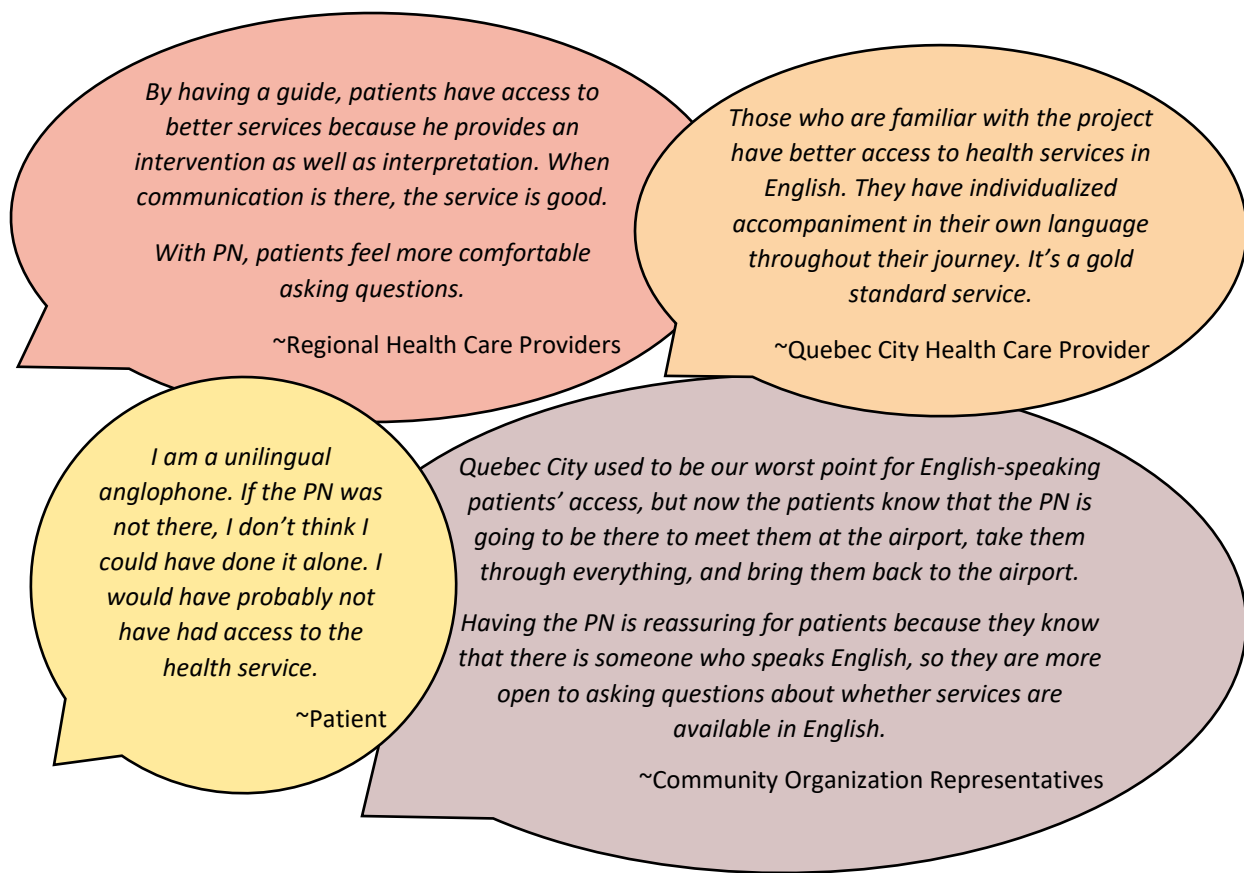 By having a guide, patients have access to
better services because he provides an
intervention as well as interpretation. When
communication is there, the service is good.
With PN, patients feel more comfortable
asking questions.
~Regional Health Care Providers
Those who are familiar with the project
have better access to health services in
English. They have individualized
accompaniment in their own language
throughout their journey. It’s a gold
standard service.
~Quebec City Health Care Provider
I am a unilingual
anglophone. If the PN was
not there, I don’t think I
could have done it alone. I
would have probably not
have had access to the
health service.
~Patient
Quebec City used to be our worst point for English-speaking
patients’ access, but now the patients know that the PN is
going to be there to meet them at the airport, take them
through everything, and bring them back to the airport.
Having the PN is reassuring for patients because they know
that there is someone who speaks English, so they are more
open to asking questions about whether services are
available in English.
~Community Organization Representatives